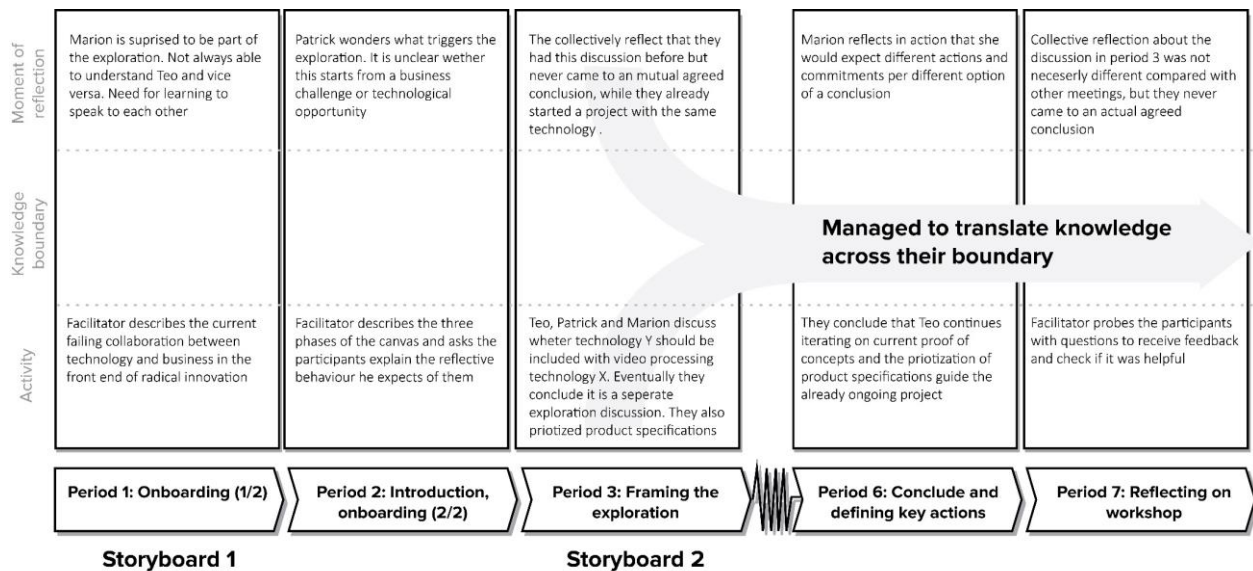 Moment of
reflection
Marion is suprised to be part of
the exploration. Not always able
to understand Teo and vice
versa. Need for learning to
speak to each other
Patrick wonders what triggers the
exploration. It is unclear wether
this starts from a business
challenge or technological
opportunity
The collectively reflect that they
had this discussion before but
never came to an mutual agreed
conclusion, while they already
started a project with the same
technology .
Marion reflects in action that she
would expect different actions and
commitments per different option
of a conclusion
Collective reflection about the
discussion in period 3 was not
neceserly different compared with
other meetings, but they never
came to an actual agreed
conclusion
Knowledge
boundary
Managed to translate knowledge
across their boundary
Activity
Facilitator describes the current
failing collaboration between
technology and business in the
front end of radical innovation
Facilitator describes the three
phases of the canvas and asks the
participants explain the reflective
behaviour he expects of them
Teo, Patrick and Marion discuss
wheter technology Y should be
included with video processing
technology X. Eventually they
conclude it is a seperate
exploration discussion. They also
priotized product specifications
They conclude that Teo continues
iterating on current proof of
concepts and the priotization of
product specifications guide the
already ongoing project
Facilitator probes the participants
with questions to receive feedback
and check if it was helpful
Period 1: Onboarding (1/2)
Period 2: Introduction,
onboarding (2/2)
Period 3: Framing the
exploration
Period 6: Conclude and
defining key actions
Period 7: Reflecting on
workshop
Storyboard 1
Storyboard 2